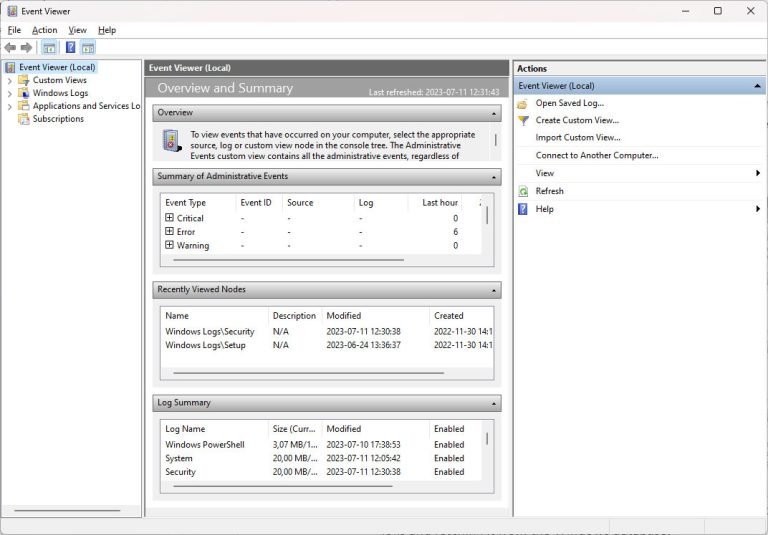 Event Viewer
File Action View Help
Event Viewer (Local)
Custom Views
Windows Logs
Applications and Services Lo
Subscriptions
Event Viewer (Local)
Overview and Summary Last refreshed: 2023-07-11 12:31:43
Overview
To view events that have occurred on your computer, select the appropriate
source, log or custom view node in the console tree. The Administrative
Events custom view contains all the administrative events, regardless of
Summary of Administrative Events
Event Type Event ID Source Log Last hour
Critical - - - 0
Error - - - 6
Warning - - - 0
Recently Viewed Nodes
Name Description Modified Created
Windows Logs\Security N/A 2023-07-11 12:30:38 2022-11-30 14:1
Windows Logs\Setup N/A 2023-06-24 13:36:37 2022-11-30 14:1
Log Summary
Log Name Size (Curr... Modified Enabled
Windows PowerShell 3,07 MB/1... 2023-07-10 17:38:53 Enabled
System 20,00 MB/... 2023-07-11 12:05:42 Enabled
Security 20,00 MB/... 2023-07-11 12:30:38 Enabled
Actions
Event Viewer (Local)
Open Saved Log...
Create Custom View...
Import Custom View...
Connect to Another Computer...
View
Refresh
Help